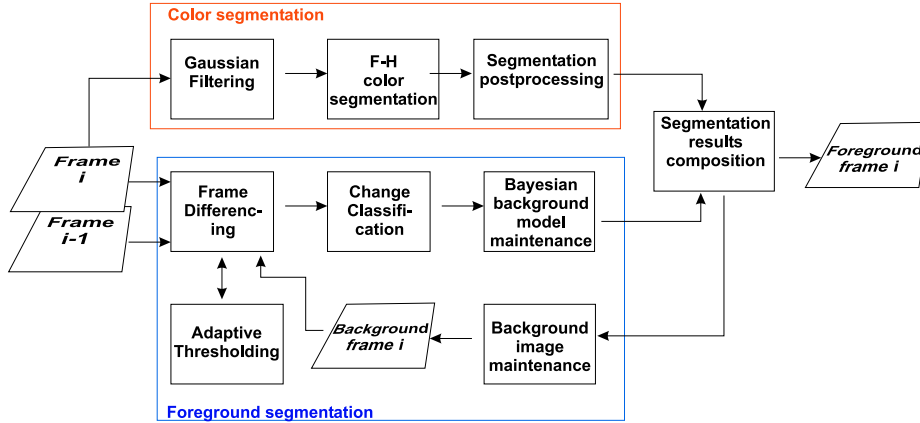 Color segmentation
Gaussian
Filtering
F-H
color
segmentation
Segmentation
postprocessing
Segmentation
results
composition
Foreground
frame i
Frame
i
Frame
i-1
Frame
Differenc-
ing
Change
Classifi-
cation
Bayesian
background
model
maintenance
Adaptive
Thresholding
Background
frame i
Background
image
maintenance
Foreground segmentation